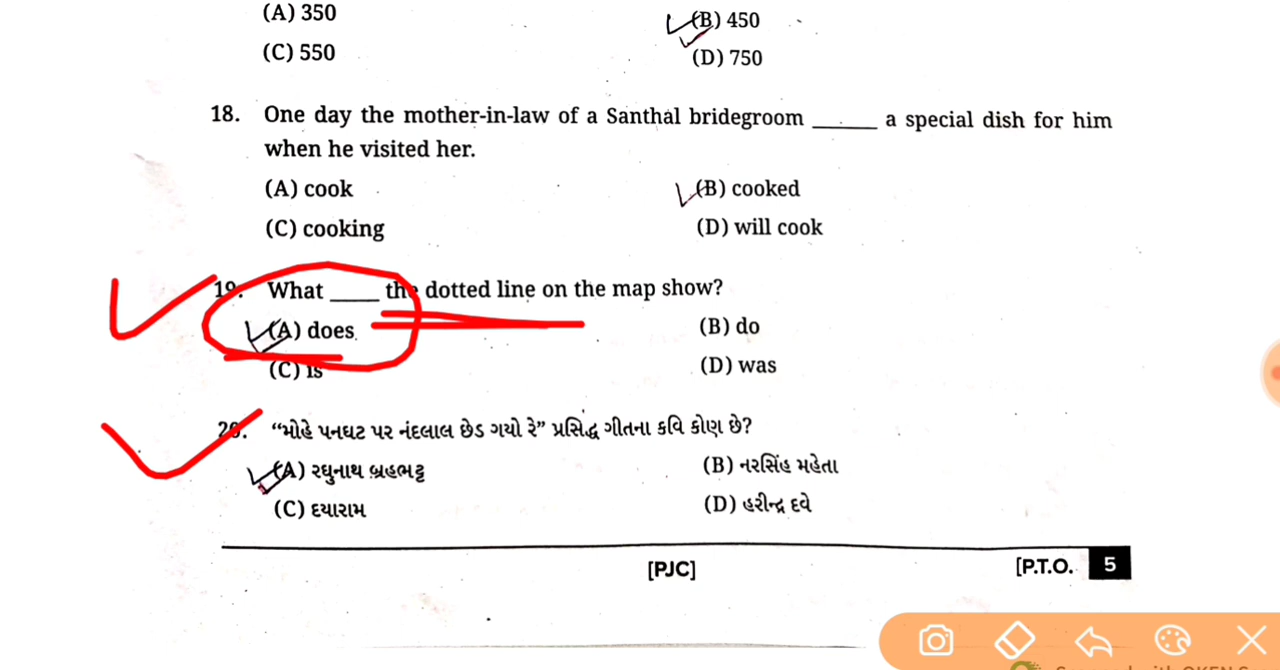 (A) 350
(B) 450
(C) 550
(D) 750
18. One day the mother-in-law of a Santhal bridegroom ______ a special dish for him
when he visited her.
(A) cook
(B) cooked
(C) cooking
(D) will cook
19. What _____ the dotted line on the map show?
(A) does
(B) do
(C) is
(D) was
20. “મોહે પનઘટ પર નંદલાલ છેડ ગયો રે” પ્રસિદ્ધ ગીતના કવિ કોણ છે?
(A) રઘુનાથ બ્રહ્મભટ્ટ
(B) નરસિંહ મહેતા
(C) દયારામ
(D) હરીન્દ્ર દવે
[PJC]
[P.T.O. 5